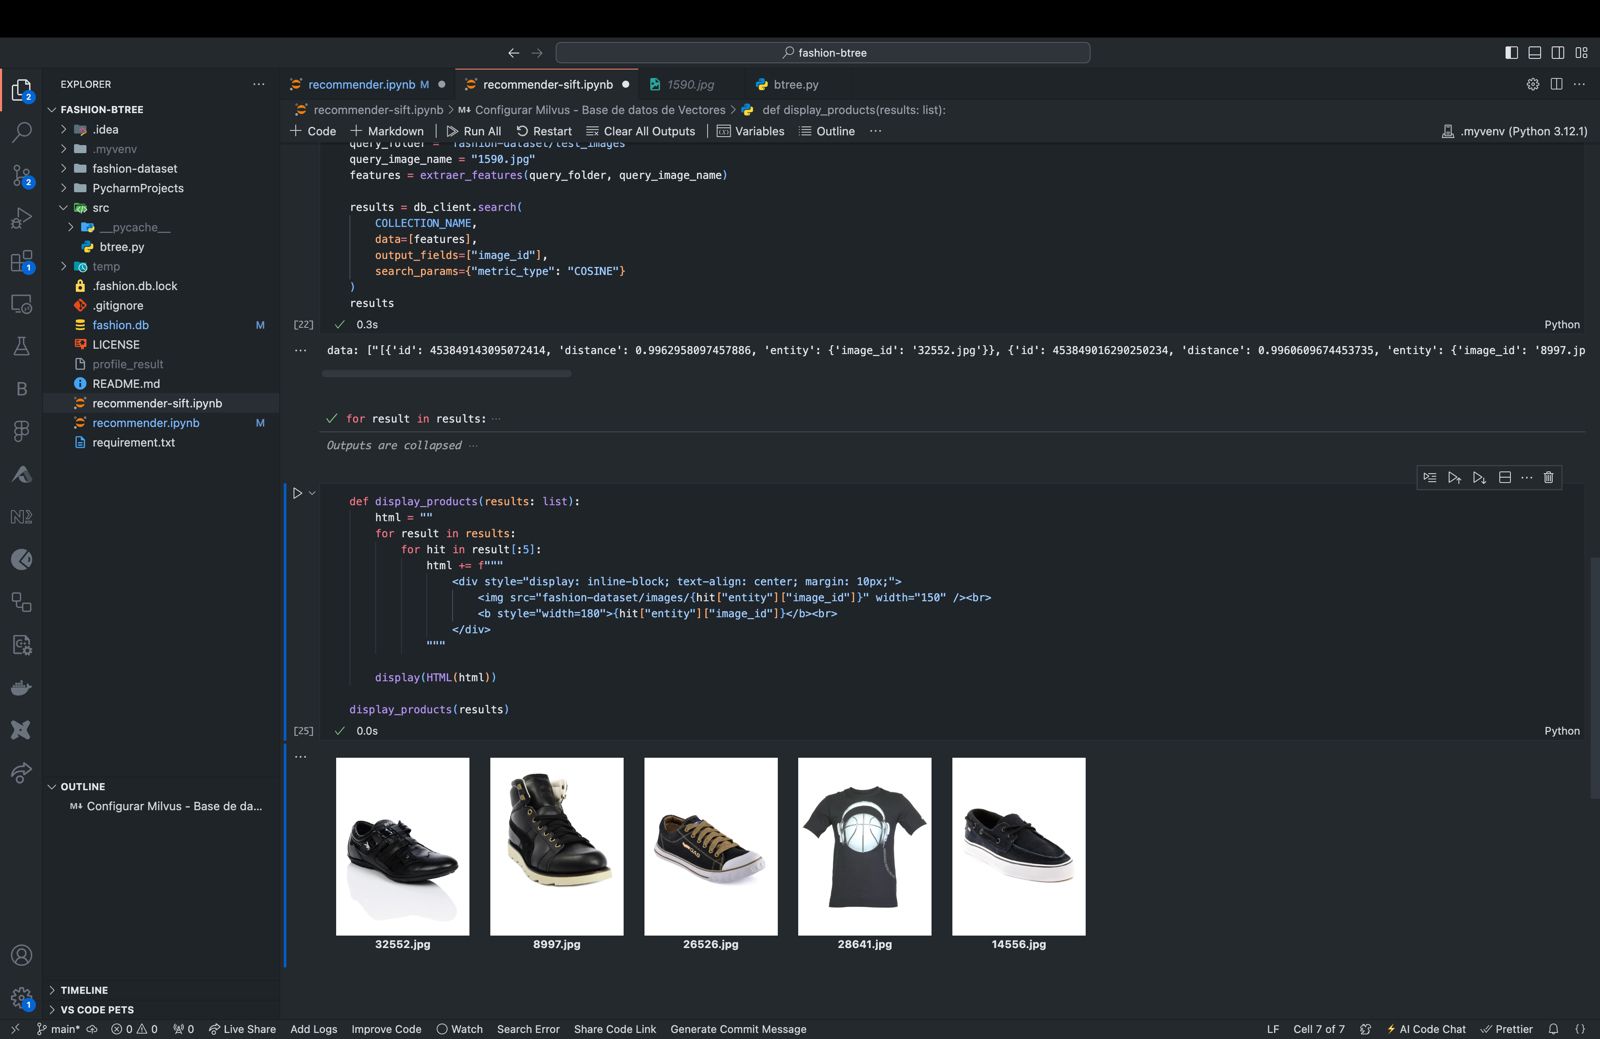 fashion-btree
EXPLORER
FASHION-BTREE
.idea
.myvenv
fashion-dataset
PycharmProjects
src
__pycache__
btree.py
temp
.fashion.db.lock
.gitignore
fashion.db M
LICENSE
profile_result
README.md
recommender-sift.ipynb
recommender.ipynb M
requirement.txt
OUTLINE
M↓ Configurar Milvus - Base de da...
TIMELINE
VS CODE PETS
recommender.ipynb M
recommender-sift.ipynb
1590.jpg
btree.py
recommender-sift.ipynb > M↓ Configurar Milvus - Base de datos de Vectores > def display_products(results: list):
+ Code + Markdown | Run All Restart Clear All Outputs | Variables Outline ...
.myvenv (Python 3.12.1)
query_folder = "fashion-dataset/test_images"
query_image_name = "1590.jpg"
features = extraer_features(query_folder, query_image_name)
results = db_client.search(
COLLECTION_NAME,
data=[features],
output_fields=["image_id"],
search_params={"metric_type": "COSINE"}
)
results
[22] 0.3s Python
data: ["[{'id': 453849143095072414, 'distance': 0.9962958097457886, 'entity': {'image_id': '32552.jpg'}}, {'id': 453849016290250234, 'distance': 0.9960609674453735, 'entity': {'image_id': '8997.jp
for result in results: ...
Outputs are collapsed ...
def display_products(results: list):
html = ""
for result in results:
for hit in result[:5]:
html += f"""
<div style="display: inline-block; text-align: center; margin: 10px;">
<img src="fashion-dataset/images/{hit["entity"]["image_id"]}" width="150" /><br>
<b style="width=180">{hit["entity"]["image_id"]}</b><br>
</div>
"""
display(HTML(html))
display_products(results)
[25] 0.0s Python
32552.jpg 8997.jpg 26526.jpg 28641.jpg 14556.jpg
main* 0 0 0 Live Share Add Logs Improve Code Watch Search Error Share Code Link Generate Commit Message
LF Cell 7 of 7 AI Code Chat Prettier